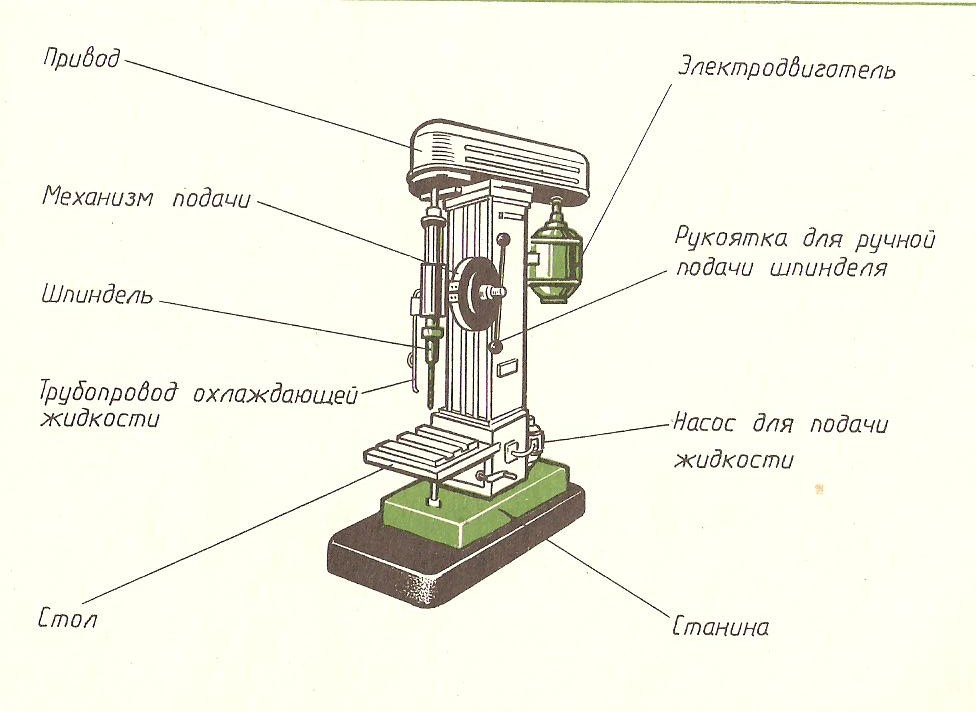 Привод
Электродвигатель
Механизм подачи
Рукоятка для ручной
подачи шпинделя
Шпиндель
Трубопровод охлаждающей
жидкости
Насос для подачи
жидкости
Стол
Станина